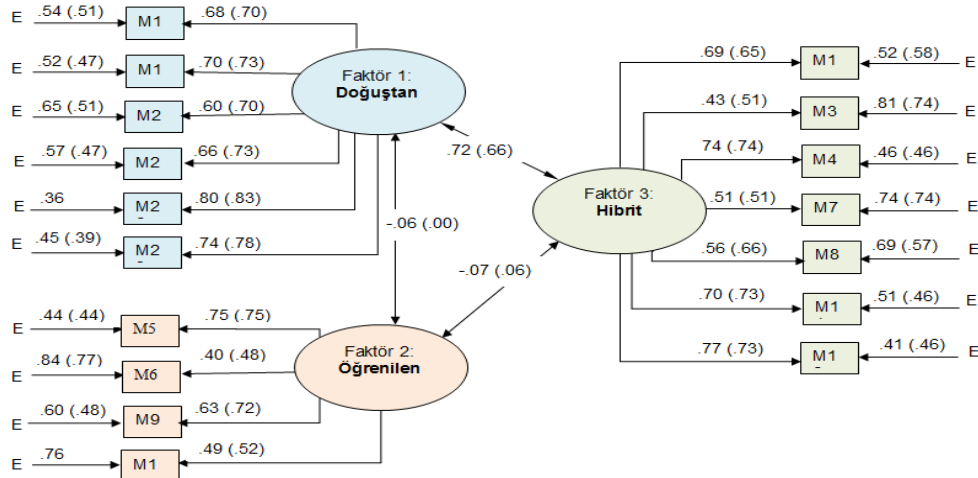 E .54 (.51) M1 .68 (.70)
E .52 (.47) M1 .70 (.73)
E .65 (.51) M2 .60 (.70)
E .57 (.47) M2 .66 (.73)
E .36 M2 .80 (.83)
E .45 (.39) M2 .74 (.78)
Faktör 1:
Doğuştan
.72 (.66)
-.06 (.00)
-.07 (.06)
E .44 (.44) M5 .75 (.75)
E .84 (.77) M6 .40 (.48)
E .60 (.48) M9 .63 (.72)
E .76 M1 .49 (.52)
Faktör 2:
Öğrenilen
Faktör 3:
Hibrit
.69 (.65) M1 .52 (.58) E
.43 (.51) M3 .81 (.74) E
74 (.74) M4 .46 (.46) E
.51 (.51) M7 .74 (.74) E
.56 (.66) M8 .69 (.57) E
.70 (.73) M1 .51 (.46) E
.77 (.73) M1 .41 (.46) E